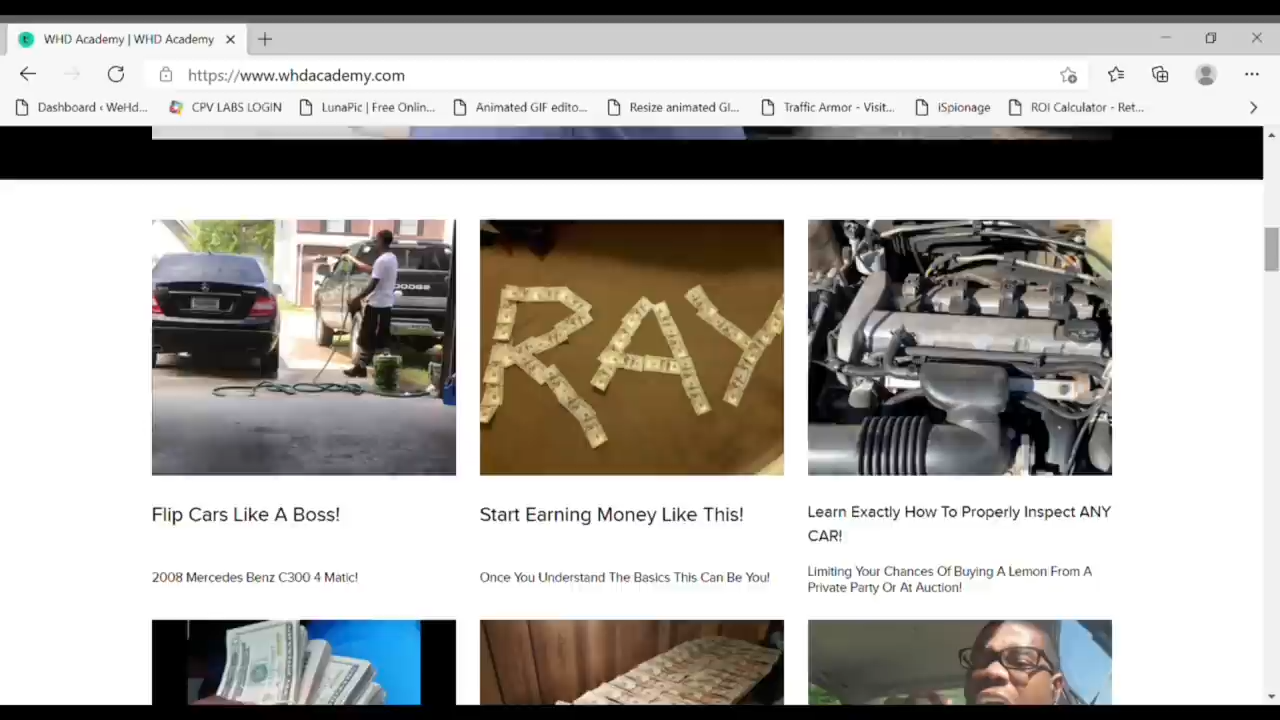 WHD Academy | WHD Academy
https://www.whdacademy.com
Dashboard ‹ WeHd...
CPV LABS LOGIN
LunaPic | Free Onlin...
Animated GIF edito...
Resize animated GI...
Traffic Armor - Visit...
iSpionage
ROI Calculator - Ret...
DODGE
RAY
Flip Cars Like A Boss!
Start Earning Money Like This!
Learn Exactly How To Properly Inspect ANY
CAR!
2008 Mercedes Benz C300 4 Matic!
Once You Understand The Basics This Can Be You!
Limiting Your Chances Of Buying A Lemon From A
Private Party Or At Auction!